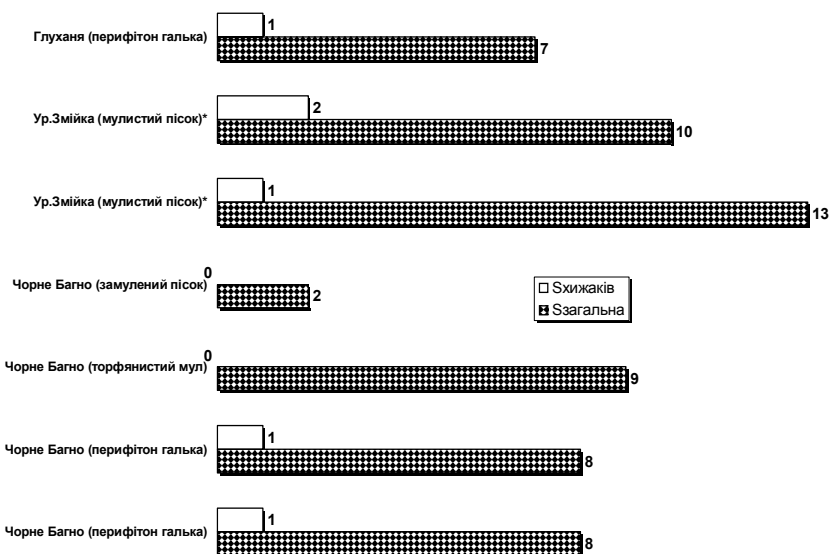 Глуханя (перифітон галька)
1
7
Ур.Змійка (мулистий пісок)*
2
10
Ур.Змійка (мулистий пісок)*
1
13
Чорне Багно (замулений пісок)
0
2
Sхижаків
Sзагальна
Чорне Багно (торфянистий мул)
0
9
Чорне Багно (перифітон галька)
1
8
Чорне Багно (перифітон галька)
1
8